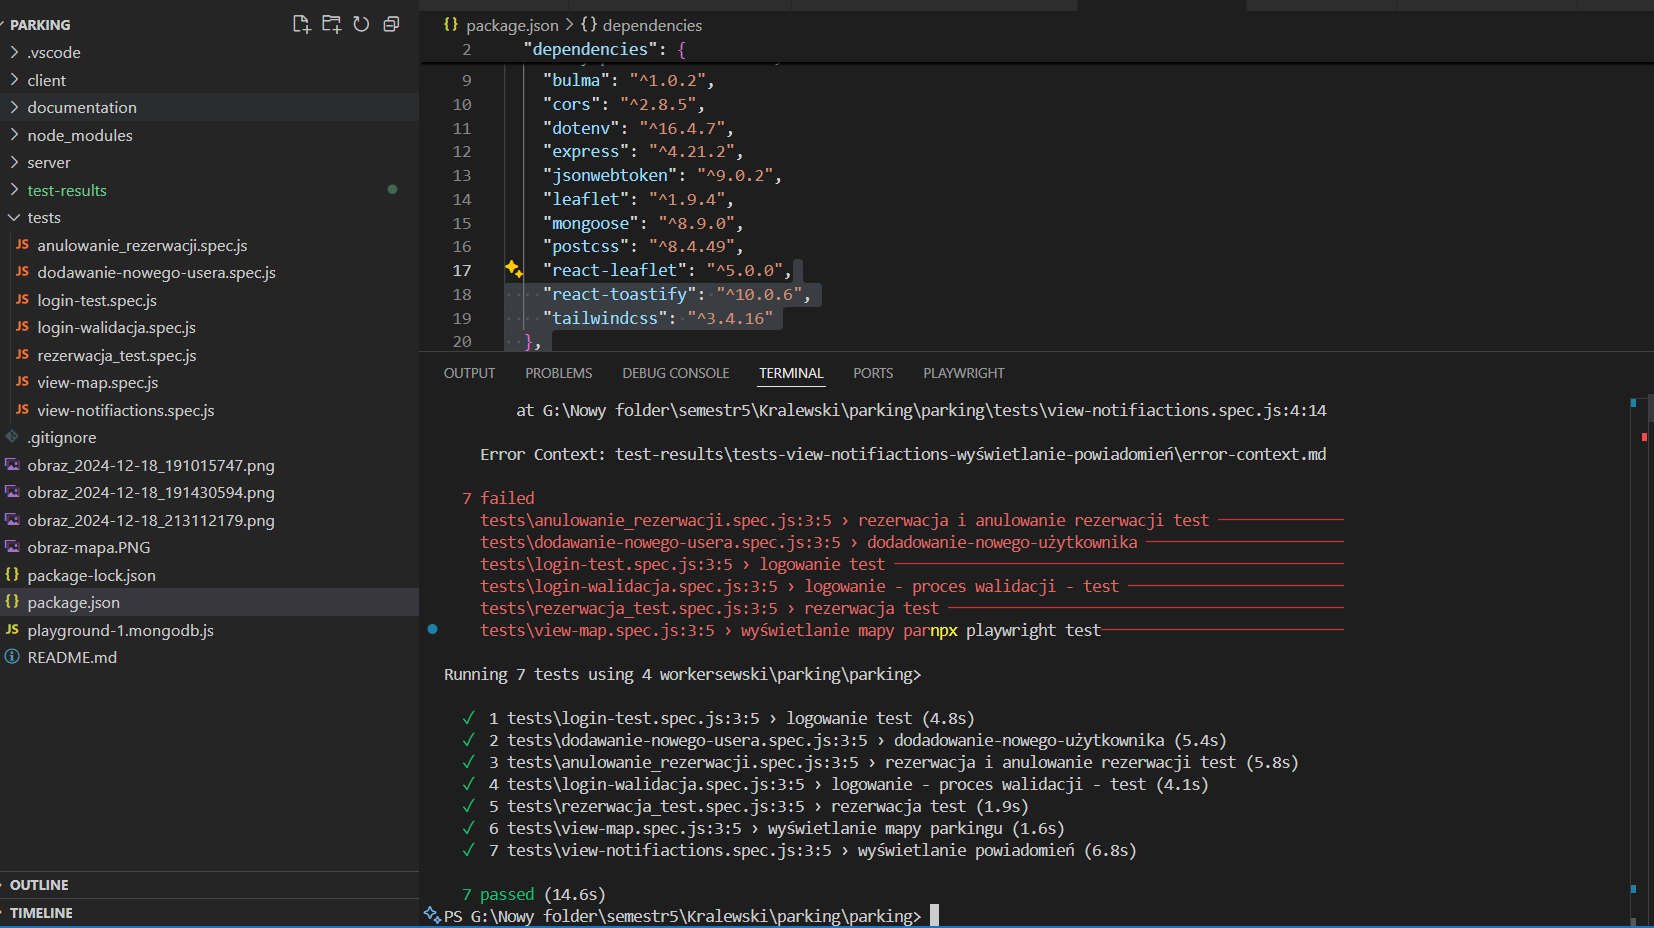 PARKING
.vscode
client
documentation
node_modules
server
test-results
tests
JS anulowanie_rezerwacji.spec.js
JS dodawanie-nowego-usera.spec.js
JS login-test.spec.js
JS login-walidacja.spec.js
JS rezerwacja_test.spec.js
JS view-map.spec.js
JS view-notifiactions.spec.js
.gitignore
obraz_2024-12-18_191015747.png
obraz_2024-12-18_191430594.png
obraz_2024-12-18_213112179.png
obraz-mapa.PNG
{} package-lock.json
{} package.json
JS playground-1.mongodb.js
README.md
OUTLINE
TIMELINE
{} package.json > {} dependencies
2 "dependencies": {
9 "bulma": "^1.0.2",
10 "cors": "^2.8.5",
11 "dotenv": "^16.4.7",
12 "express": "^4.21.2",
13 "jsonwebtoken": "^9.0.2",
14 "leaflet": "^1.9.4",
15 "mongoose": "^8.9.0",
16 "postcss": "^8.4.49",
17 "react-leaflet": "^5.0.0",
18 "react-toastify": "^10.0.6",
19 "tailwindcss": "^3.4.16"
20 },
OUTPUT PROBLEMS DEBUG CONSOLE TERMINAL PORTS PLAYWRIGHT
at G:\Nowy folder\semestr5\Kralewski\parking\parking\tests\view-notifiactions.spec.js:4:14
Error Context: test-results\tests-view-notifiactions-wyświetlanie-powiadomień\error-context.md
7 failed
tests\anulowanie_rezerwacji.spec.js:3:5 › rezerwacja i anulowanie rezerwacji test
tests\dodawanie-nowego-usera.spec.js:3:5 › dodadowanie-nowego-użytkownika
tests\login-test.spec.js:3:5 › logowanie test
tests\login-walidacja.spec.js:3:5 › logowanie - proces walidacji - test
tests\rezerwacja_test.spec.js:3:5 › rezerwacja test
tests\view-map.spec.js:3:5 › wyświetlanie mapy parnpx playwright test
Running 7 tests using 4 workersewski\parking\parking>
✓ 1 tests\login-test.spec.js:3:5 › logowanie test (4.8s)
✓ 2 tests\dodawanie-nowego-usera.spec.js:3:5 › dodadowanie-nowego-użytkownika (5.4s)
✓ 3 tests\anulowanie_rezerwacji.spec.js:3:5 › rezerwacja i anulowanie rezerwacji test (5.8s)
✓ 4 tests\login-walidacja.spec.js:3:5 › logowanie - proces walidacji - test (4.1s)
✓ 5 tests\rezerwacja_test.spec.js:3:5 › rezerwacja test (1.9s)
✓ 6 tests\view-map.spec.js:3:5 › wyświetlanie mapy parkingu (1.6s)
✓ 7 tests\view-notifiactions.spec.js:3:5 › wyświetlanie powiadomień (6.8s)
7 passed (14.6s)
PS G:\Nowy folder\semestr5\Kralewski\parking\parking>